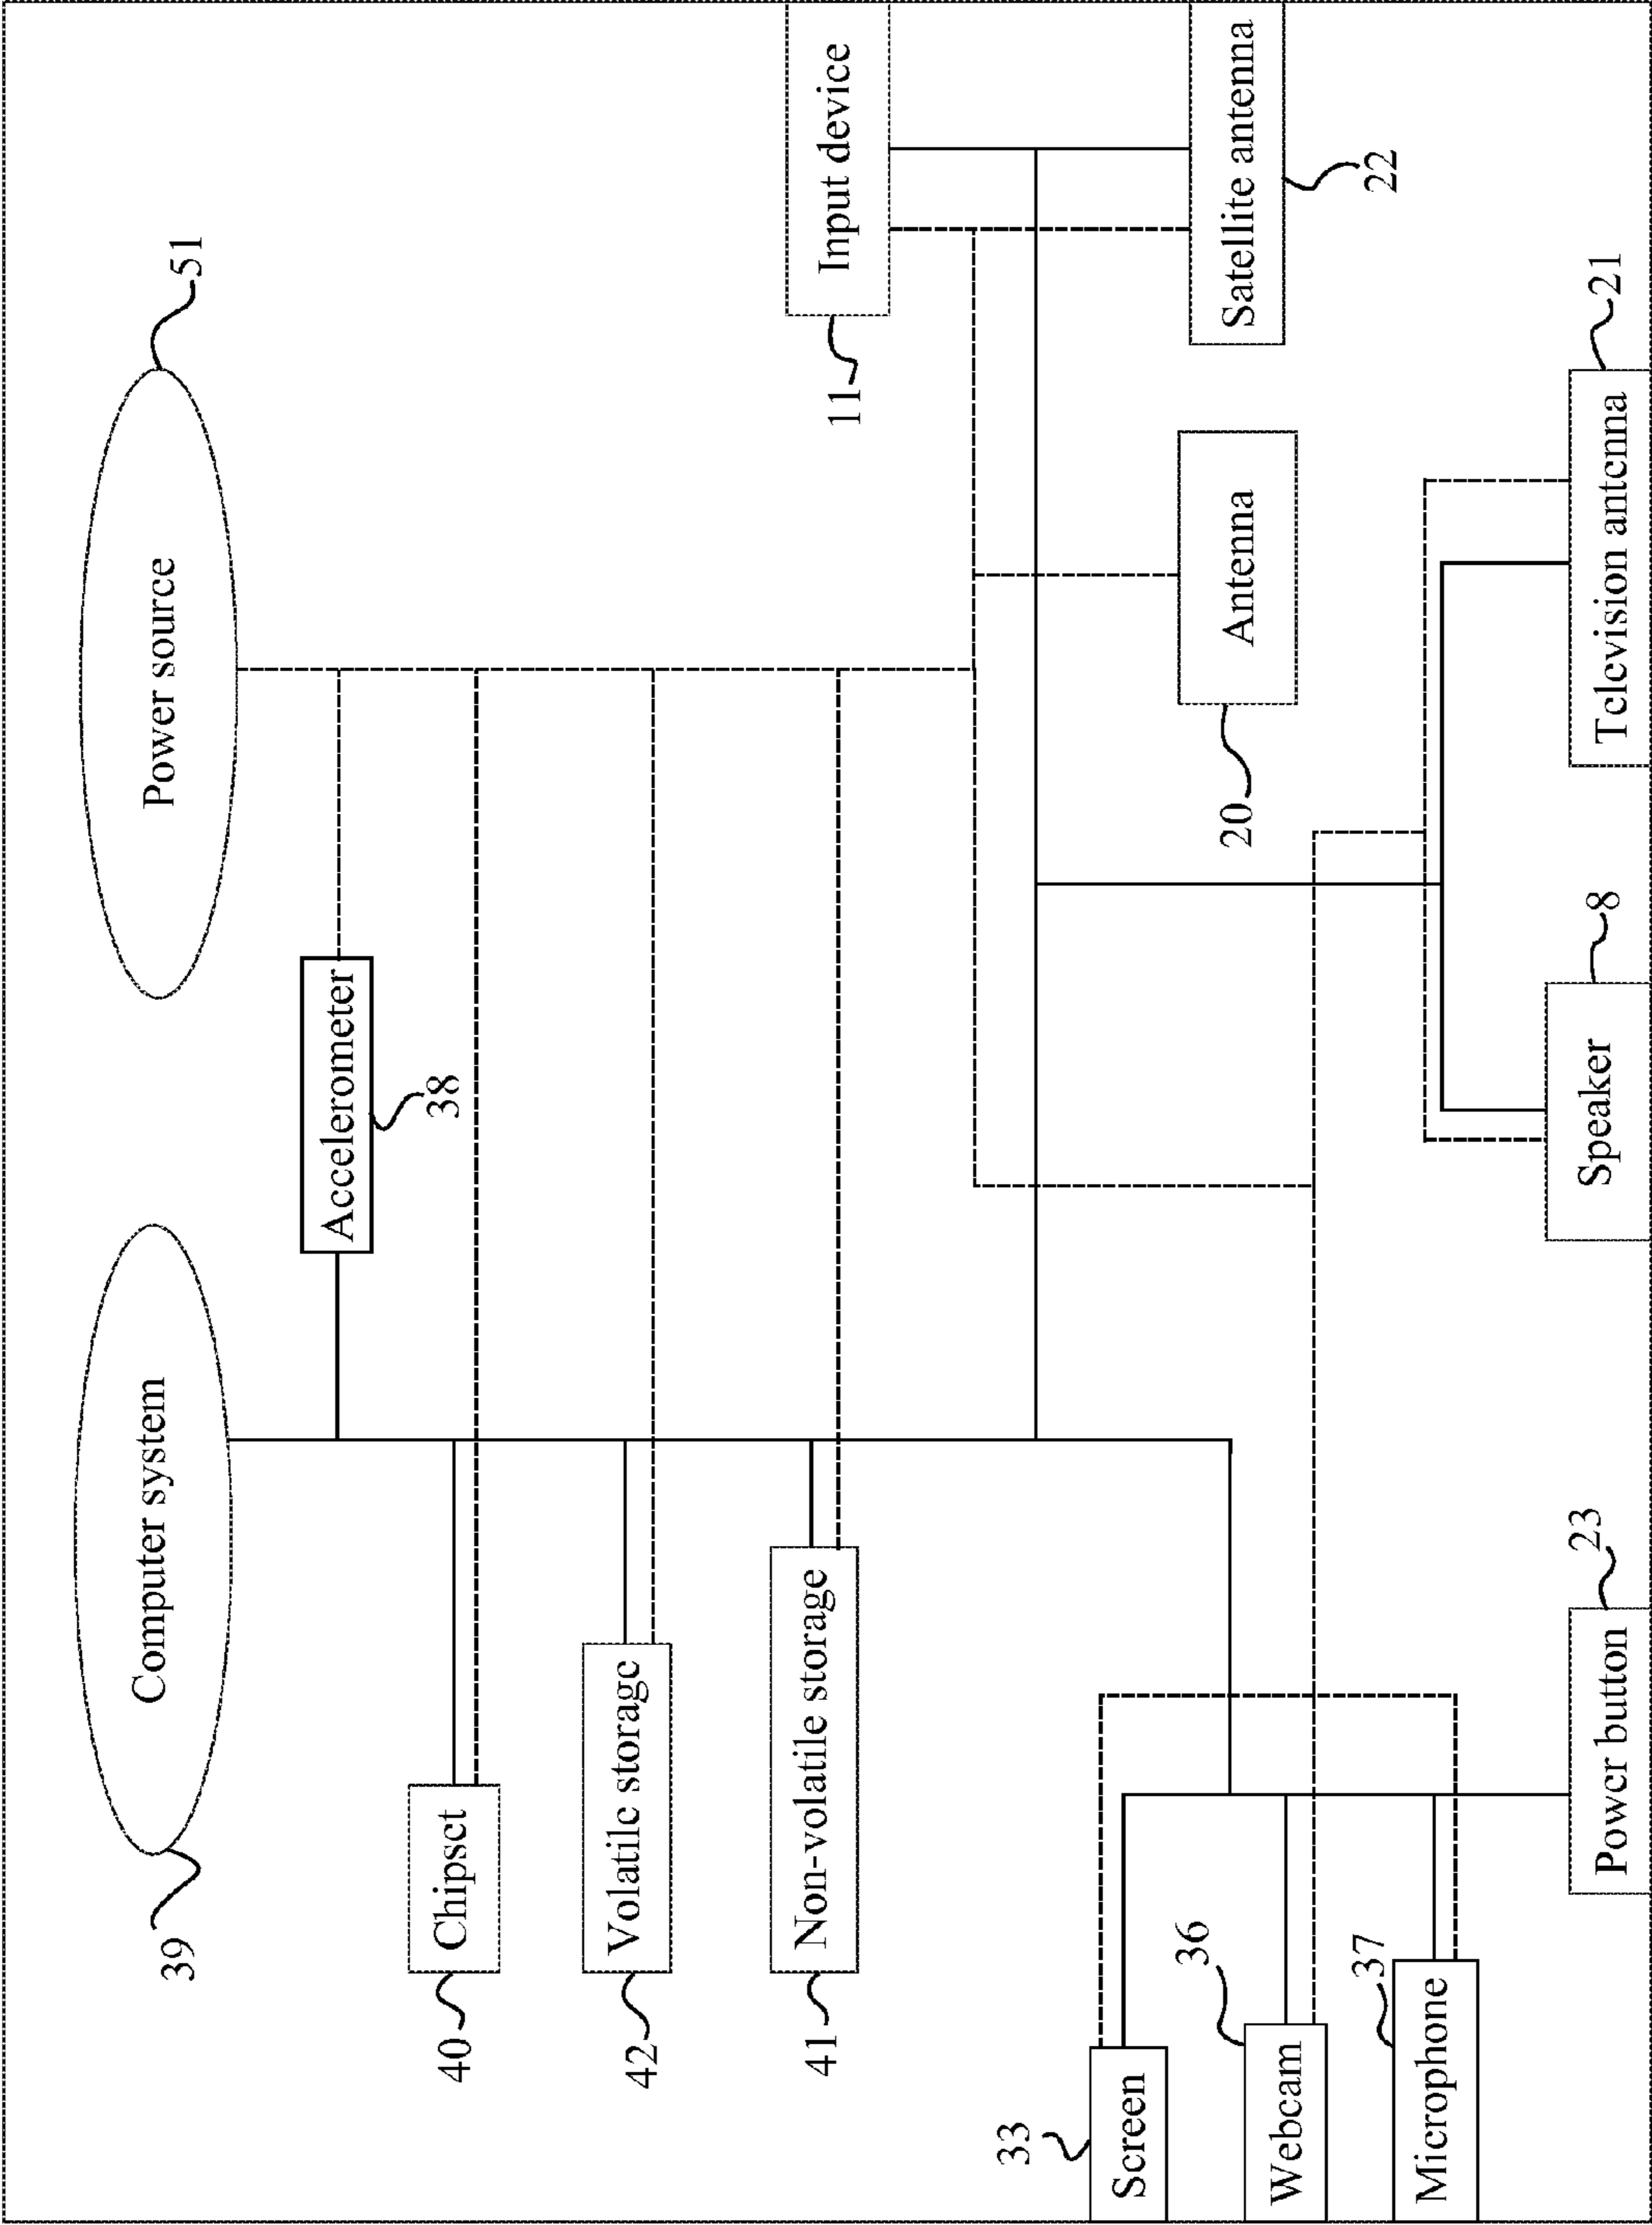 39
Computer system
Power source
51
Accelerometer
38
40
Chipset
42
Volatile storage
41
Non-volatile storage
11
Input device
33
Screen
36
Webcam
37
Microphone
20
Antenna
Satellite antenna
22
Power button
23
Speaker
8
Television antenna
21